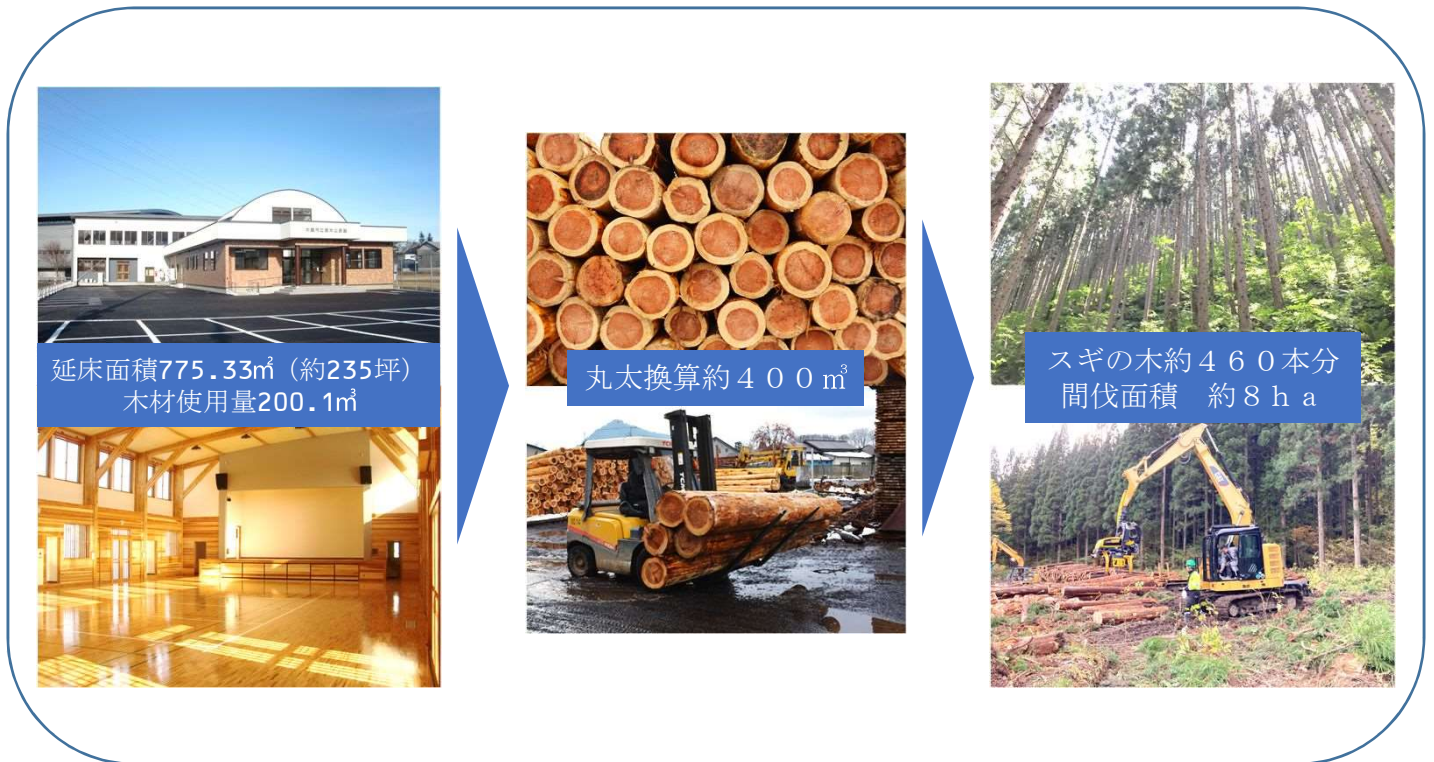 延床面積775.33㎡（約235坪）
木材使用量200.1㎥
丸太換算約４００㎥
スギの木約４６０本分
間伐面積　約８ｈａ